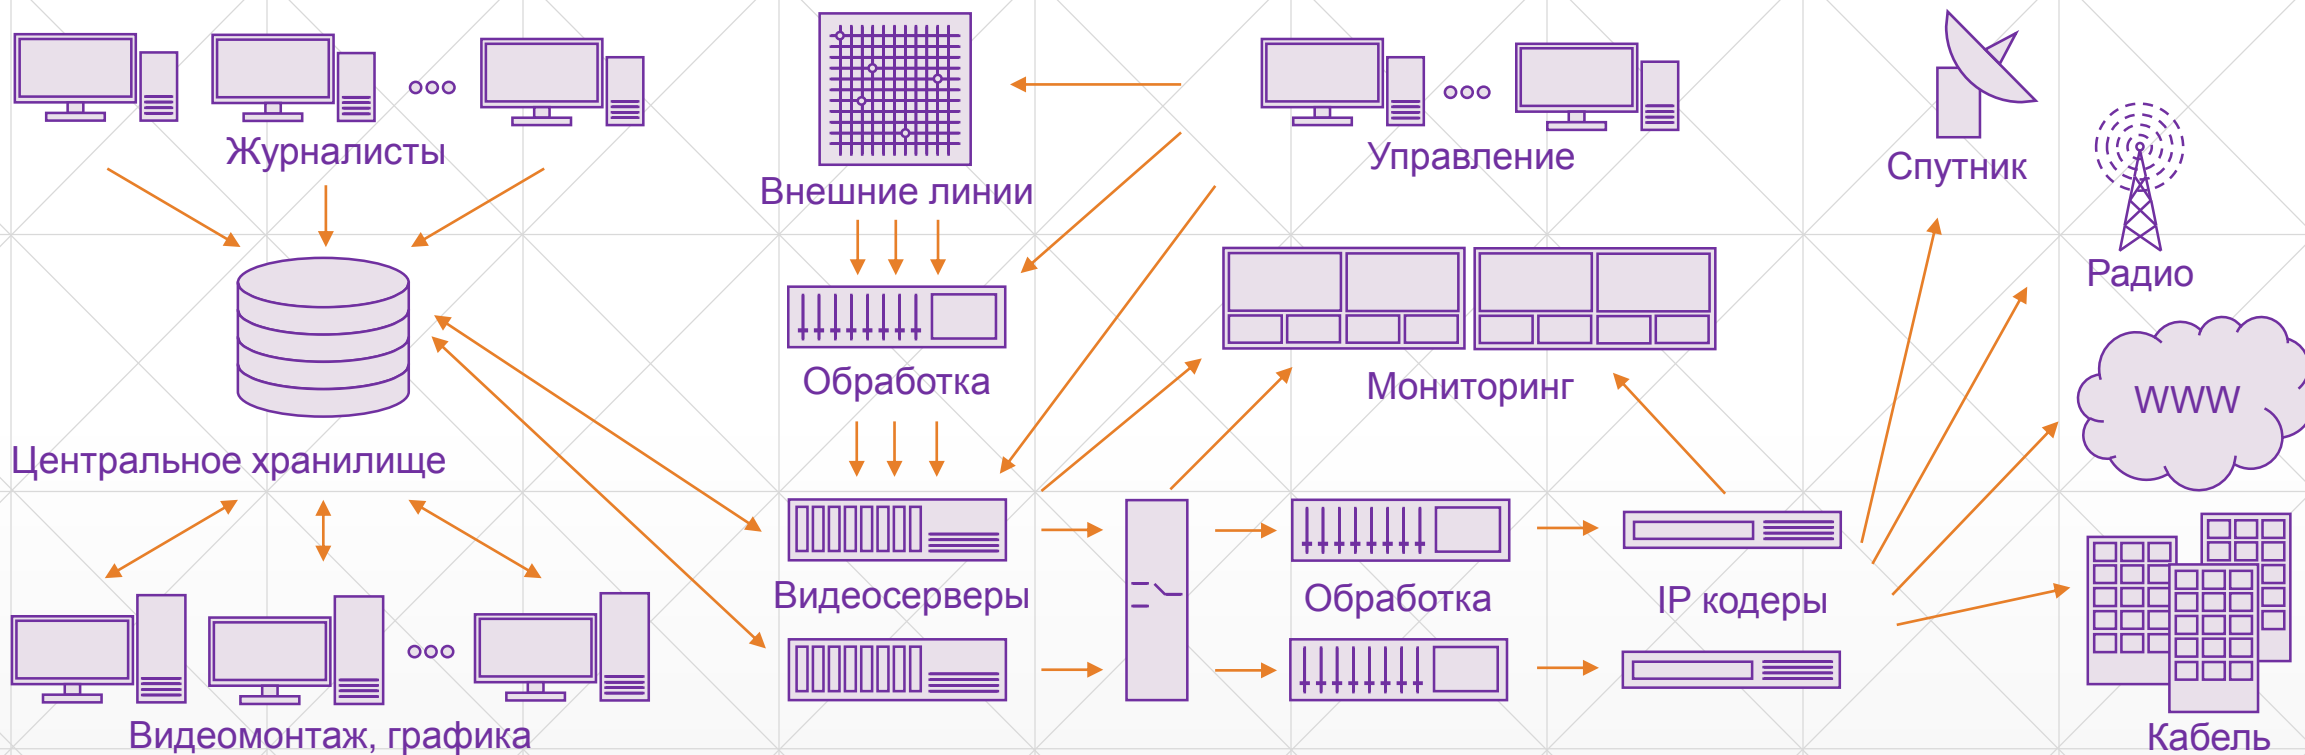 Журналисты
Внешние линии
Управление
Спутник
Радио
Обработка
Мониторинг
WWW
Центральное хранилище
Видеосерверы
Обработка
IP кодеры
Видеомонтаж, графика
Кабель